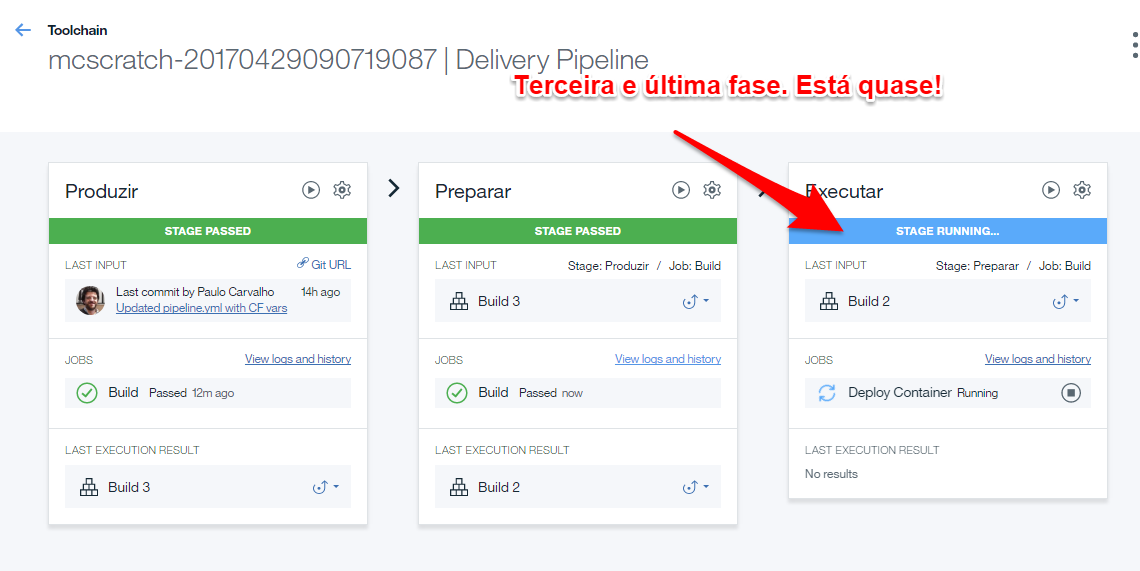 Toolchain
mcscratch-20170429090719087 | Delivery Pipeline
Terceira e última fase. Está quase!
Produzir
STAGE PASSED
LAST INPUT
Git URL
Last commit by Paulo Carvalho
14h ago
Updated pipeline.yml with CF vars
JOBS
View logs and history
Build Passed 12m ago
LAST EXECUTION RESULT
Build 3
Preparar
STAGE PASSED
LAST INPUT
Stage: Produzir / Job: Build
Build 3
JOBS
View logs and history
Build Passed now
LAST EXECUTION RESULT
Build 2
Executar
STAGE RUNNING...
LAST INPUT
Stage: Preparar / Job: Build
Build 2
JOBS
View logs and history
Deploy Container Running
LAST EXECUTION RESULT
No results